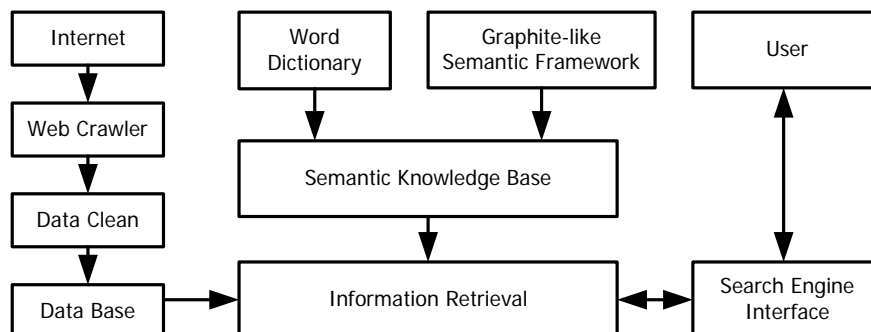 Internet
Word
Dictionary
Graphite-like
Semantic Framework
User
Web Crawler
Semantic Knowledge Base
Data Clean
Data Base
Information Retrieval
Search Engine
Interface